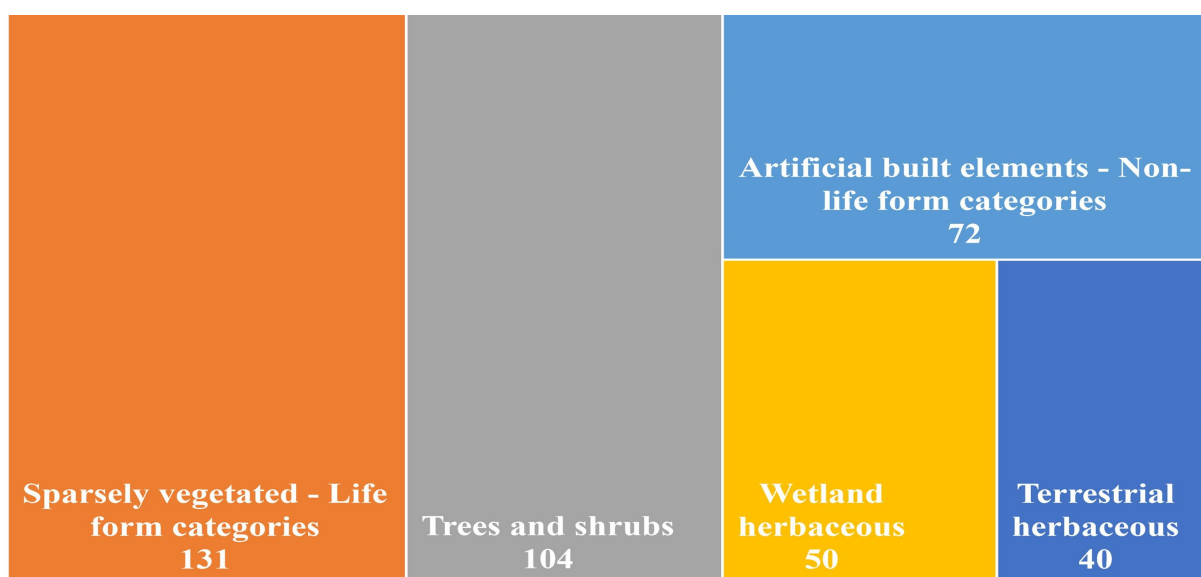 Sparsely vegetated - Life
form categories
131
Trees and shrubs
104
Artificial built elements - Non-
life form categories
72
Wetland
herbaceous
50
Terrestrial
herbaceous
40